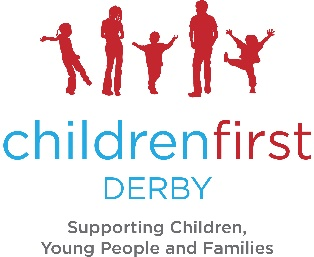 childrenfirst
DERBY
Supporting Children,
Young People and Families